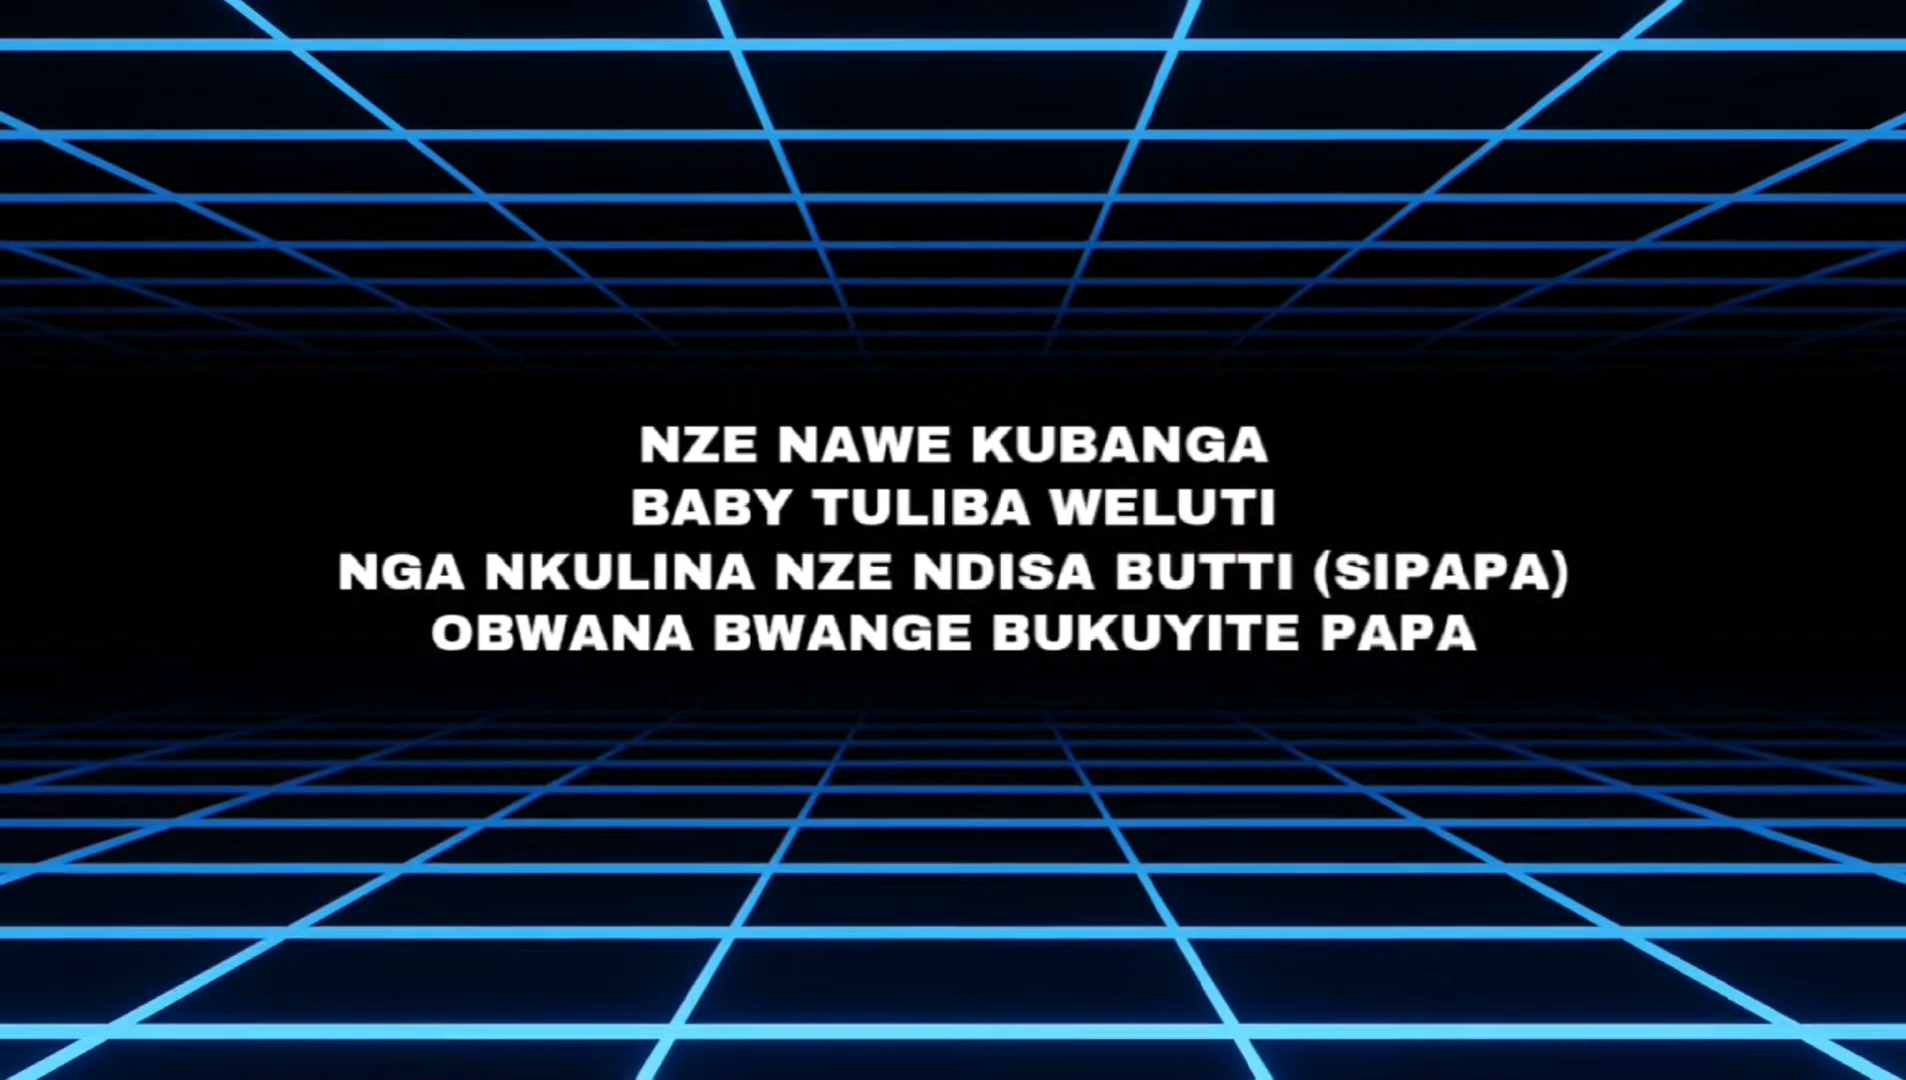 NZE NAWE KUBANGA
BABY TULIBA WELUTI
NGA NKULINA NZE NDISA BUTTI (SIPAPA)
OBWANA BWANGE BUKUYITE PAPA